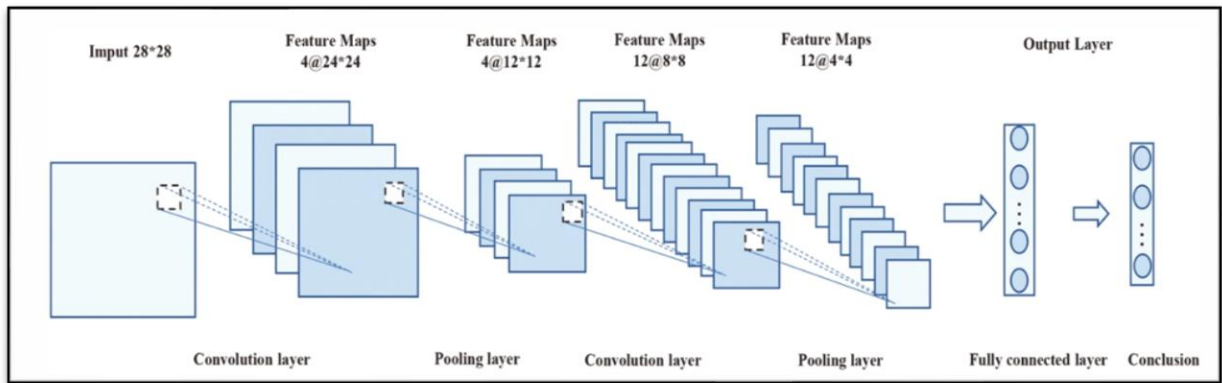 Imput 28*28
Feature Maps
4@24*24
Feature Maps
4@12*12
Feature Maps
12@8*8
Feature Maps
12@4*4
Output Layer
Convolution layer
Pooling layer
Convolution layer
Pooling layer
Fully connected layer
Conclusion